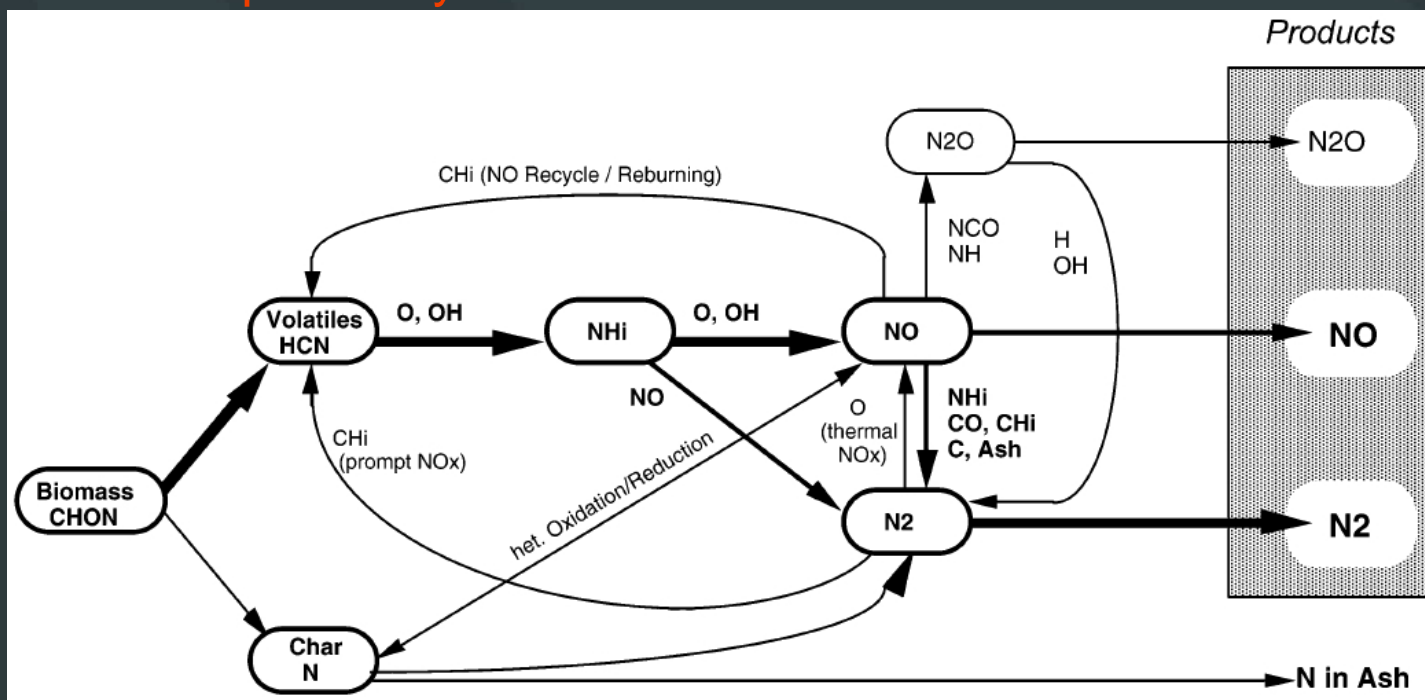 Products
N2O
N2O
CHi (NO Recycle / Reburning)
NCO
NH
H
OH
Volatiles
HCN
O, OH
NHi
O, OH
NO
NO
NO
NHi
CO, CHi
C, Ash
O
(thermal
NOx)
CHi
(prompt NOx)
het. Oxidation/Reduction
Biomass
CHON
N2
N2
Char
N
N in Ash